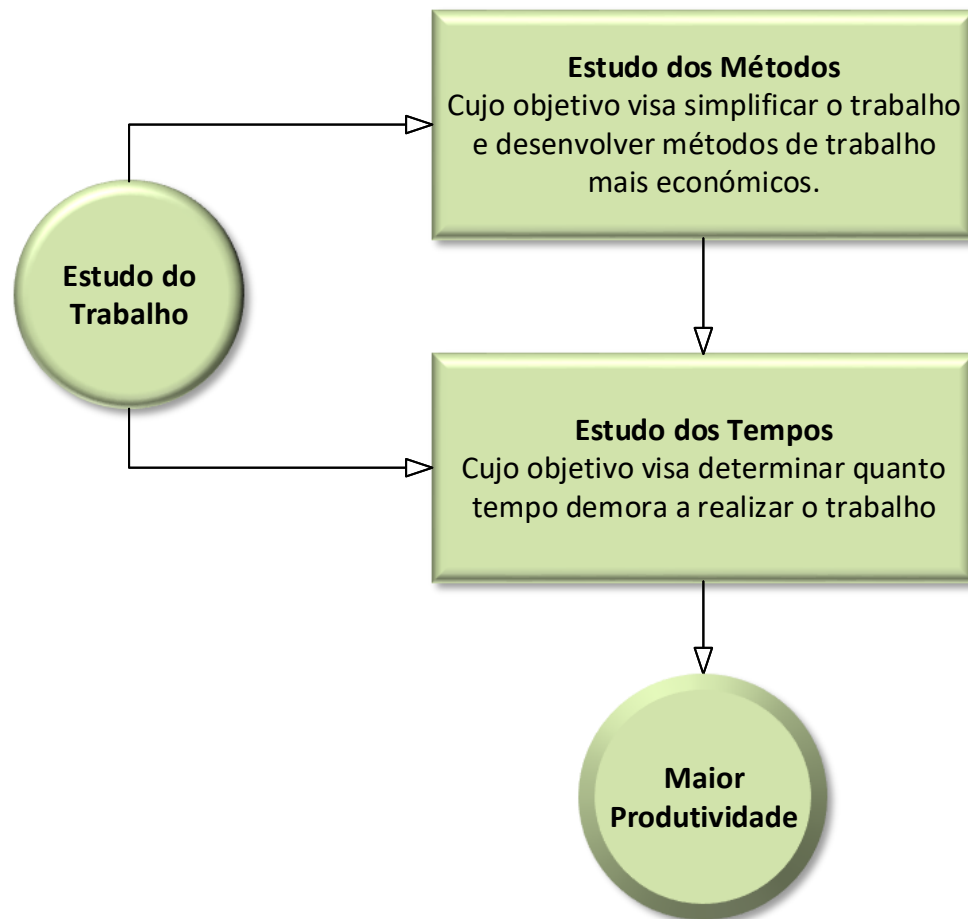 Estudo dos Métodos
Cujo objetivo visa simplificar o trabalho
e desenvolver métodos de trabalho
mais económicos.
Estudo do
Trabalho
Estudo dos Tempos
Cujo objetivo visa determinar quanto
tempo demora a realizar o trabalho
Maior
Produtividade